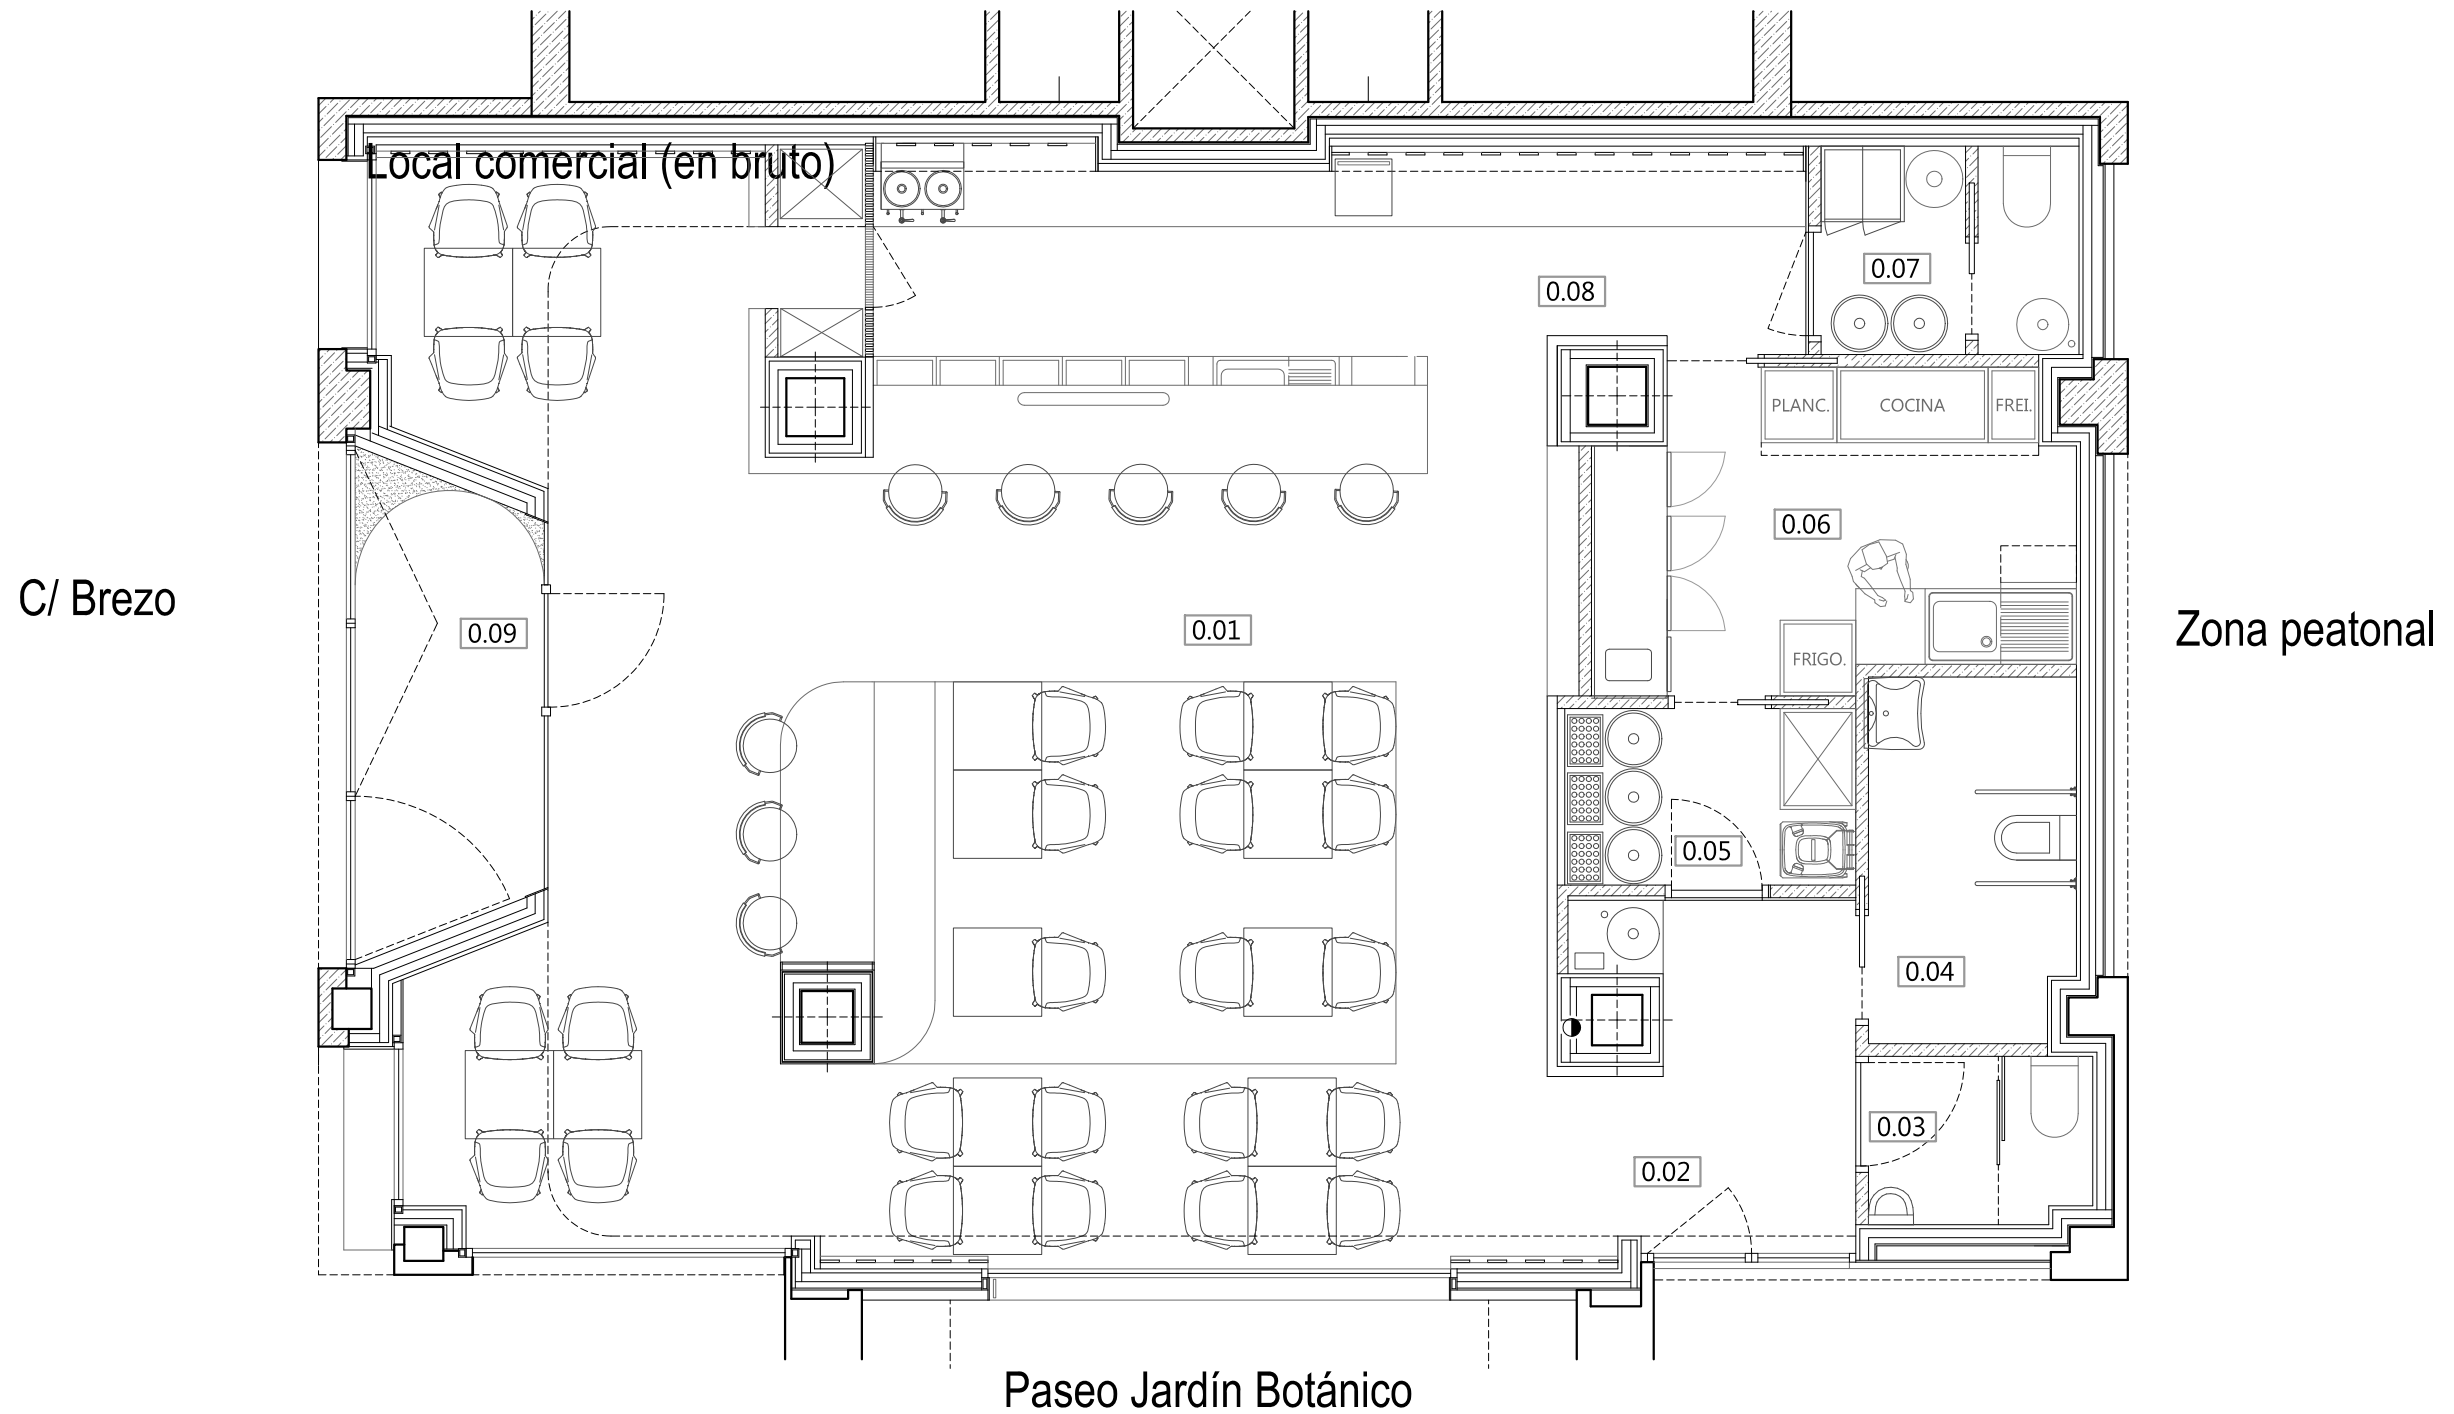 Local comercial (en bruto)
0.07
0.08
PLANC.
COCINA
FREI.
0.06
C/ Brezo
0.09
0.01
Zona peatonal
FRIGO.
0.05
0.04
0.03
0.02
Paseo Jardín Botánico